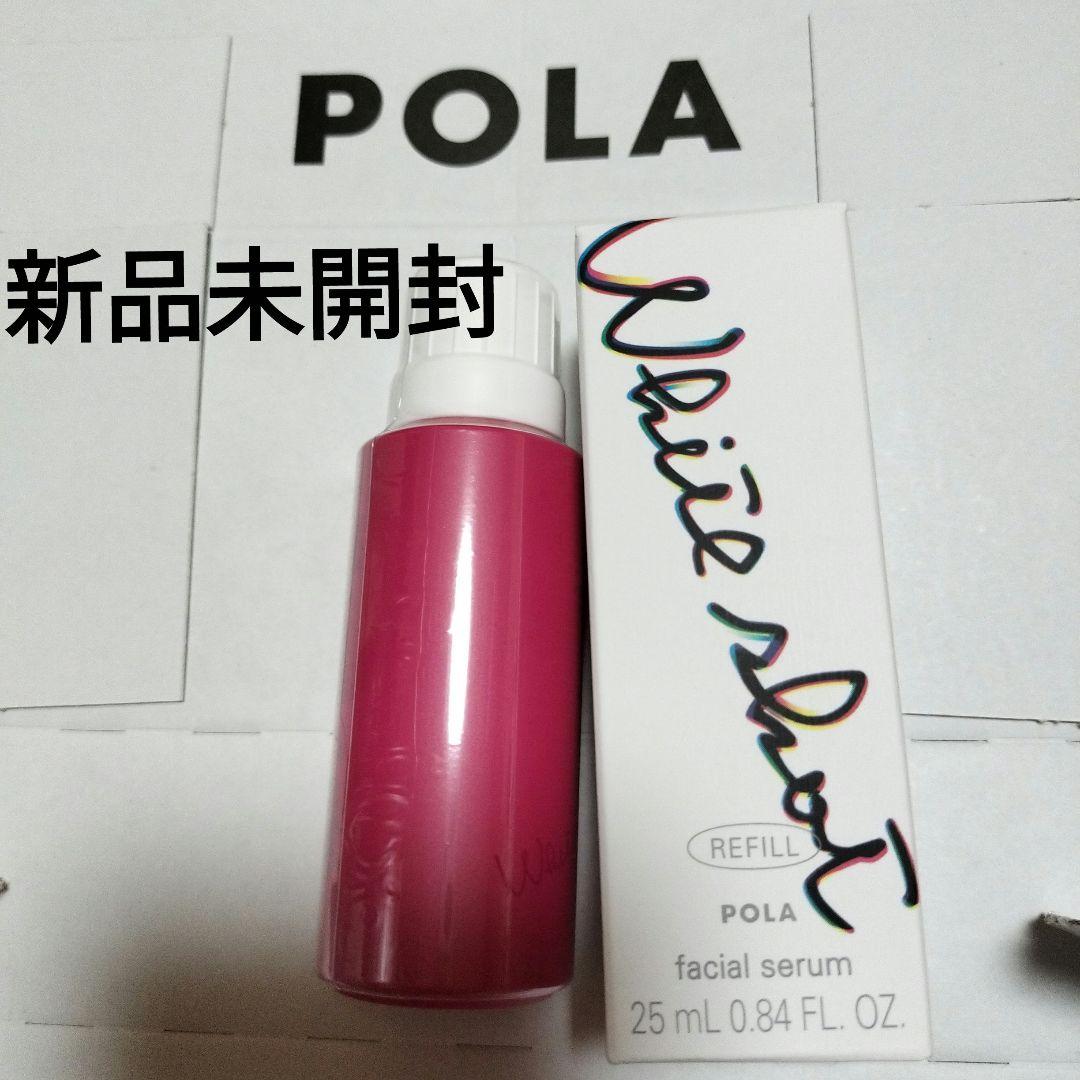 POLA
新品未開封
White shot
REFILL
POLA
facial serum
25 mL 0.84 FL. OZ.